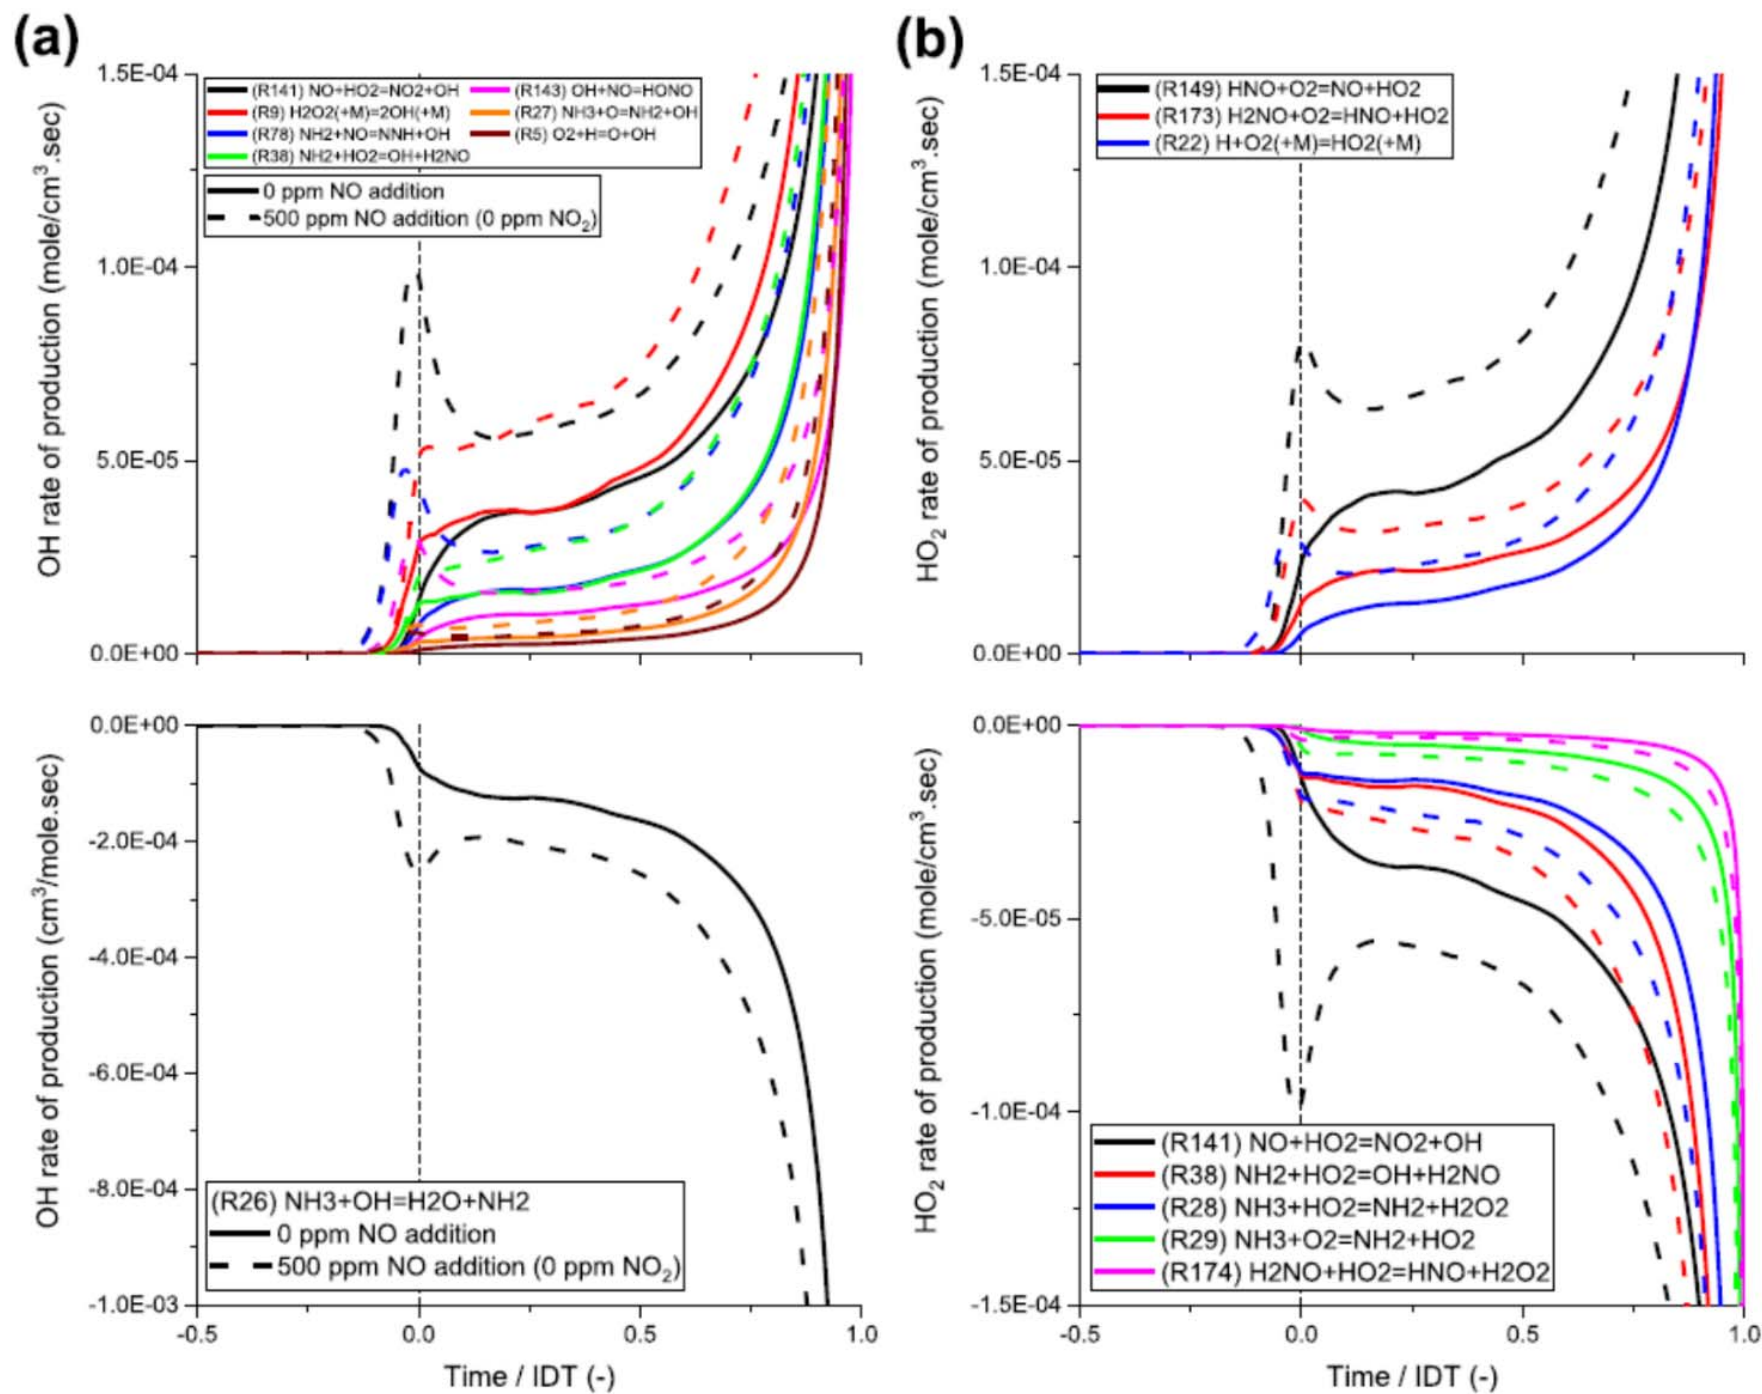 (a)
OH rate of production (mole/cm³.sec)
1.5E-04
1.0E-04
5.0E-05
0.0E+00
(R141) NO+HO2=NO2+OH
(R143) OH+NO=HONO
(R9) H2O2(+M)=2OH(+M)
(R27) NH3+O=NH2+OH
(R78) NH2+NO=NNH+OH
(R5) O2+H=O+OH
(R38) NH2+HO2=OH+H2NO
0 ppm NO addition
500 ppm NO addition (0 ppm NO₂)
(b)
HO₂ rate of production (mole/cm³.sec)
1.5E-04
1.0E-04
5.0E-05
0.0E+00
(R149) HNO+O2=NO+HO2
(R173) H2NO+O2=HNO+HO2
(R22) H+O2(+M)=HO2(+M)
OH rate of production (cm³/mole.sec)
0.0E+00
-2.0E-04
-4.0E-04
-6.0E-04
-8.0E-04
-1.0E-03
(R26) NH3+OH=H2O+NH2
0 ppm NO addition
500 ppm NO addition (0 ppm NO₂)
-0.5 0.0 0.5 1.0
Time / IDT (-)
HO₂ rate of production (mole/cm³.sec)
0.0E+00
-5.0E-05
-1.0E-04
-1.5E-04
(R141) NO+HO2=NO2+OH
(R38) NH2+HO2=OH+H2NO
(R28) NH3+HO2=NH2+H2O2
(R29) NH3+O2=NH2+HO2
(R174) H2NO+HO2=HNO+H2O2
-0.5 0.0 0.5 1.0
Time / IDT (-)